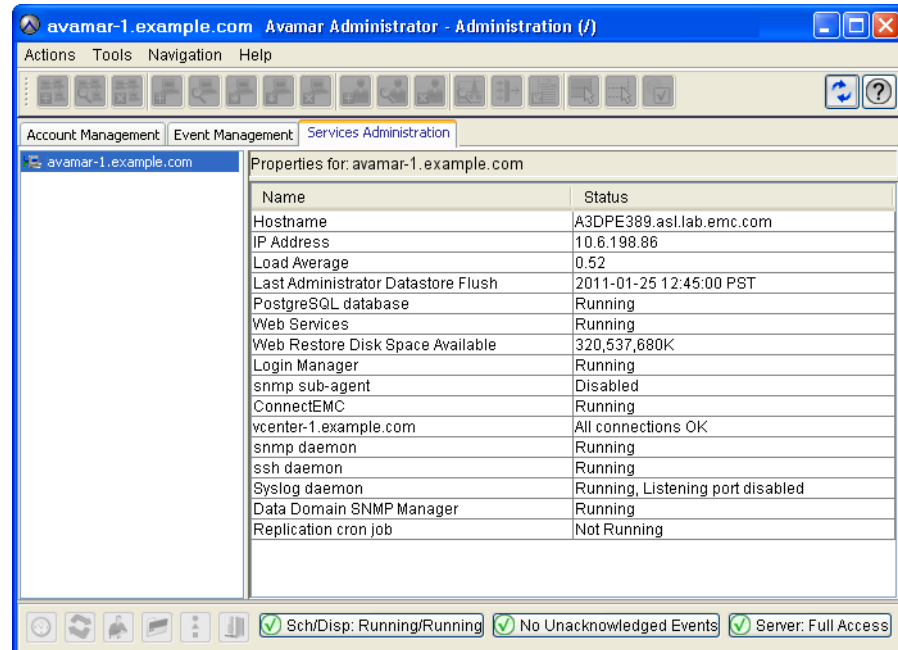 avamar-1.example.com Avamar Administrator - Administration (/)
Actions Tools Navigation Help
Account Management Event Management Services Administration
avamar-1.example.com
Properties for: avamar-1.example.com
Name Status
Hostname A3DPE389.asl.lab.emc.com
IP Address 10.6.198.86
Load Average 0.52
Last Administrator Datastore Flush 2011-01-25 12:45:00 PST
PostgreSQL database Running
Web Services Running
Web Restore Disk Space Available 320,537,680K
Login Manager Running
snmp sub-agent Disabled
ConnectEMC Running
vcenter-1.example.com All connections OK
snmp daemon Running
ssh daemon Running
Syslog daemon Running, Listening port disabled
Data Domain SNMP Manager Running
Replication cron job Not Running
Sch/Disp: Running/Running No Unacknowledged Events Server: Full Access